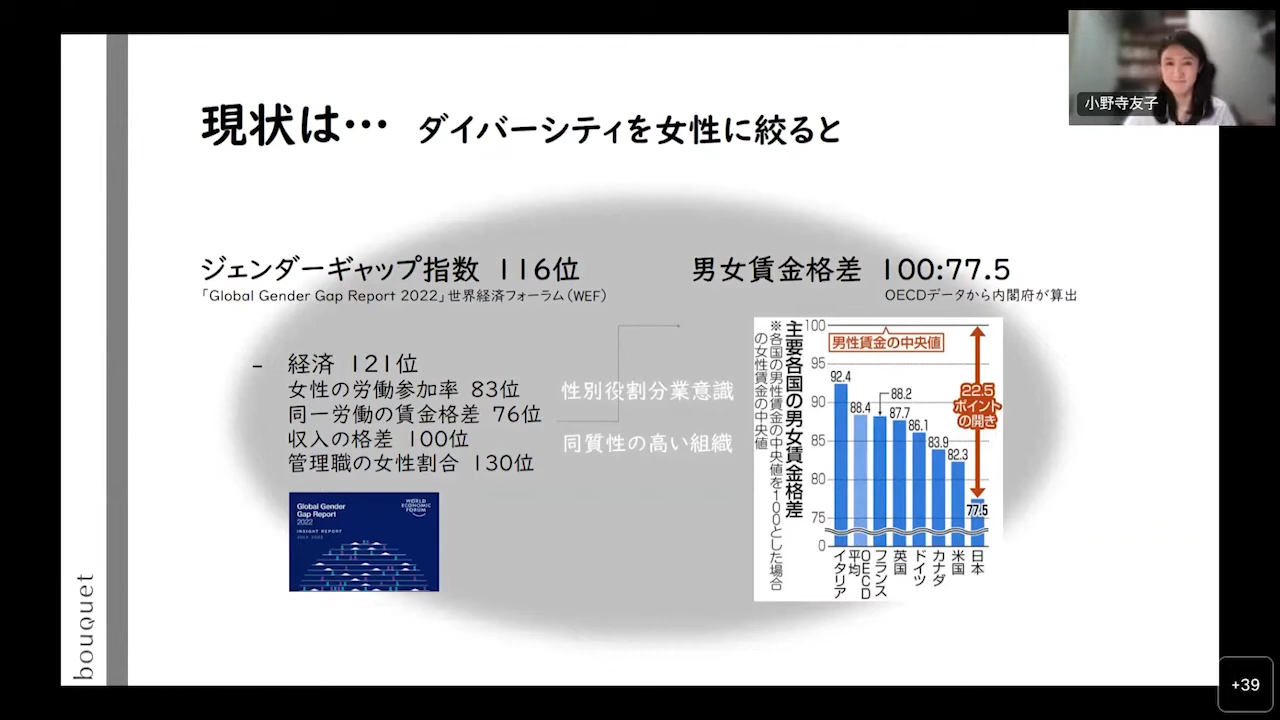 小野寺友子
現状は… ダイバーシティを女性に絞ると
ジェンダーギャップ指数 116位
「Global Gender Gap Report 2022」世界経済フォーラム（WEF）
– 経済 121位
女性の労働参加率 83位
同一労働の賃金格差 76位
収入の格差 100位
管理職の女性割合 130位
Global Gender
Gap Report
2022
INSIGHT REPORT
JULY 2022
WORLD
ECONOMIC
FORUM
性別役割分業意識
同質性の高い組織
男女賃金格差 100:77.5
OECDデータから内閣府が算出
主要各国の男女賃金格差
※各国の男性賃金の中央値を100とした場合
の女性賃金の中央値
100
95
90
85
80
75
0
男性賃金の中央値
92.4
88.4
88.2
87.7
86.1
83.9
82.3
77.5
22.5
ポイント
の開き
イタリア
OECD
平均
フランス
英国
ドイツ
カナダ
米国
日本
bouquet
+39